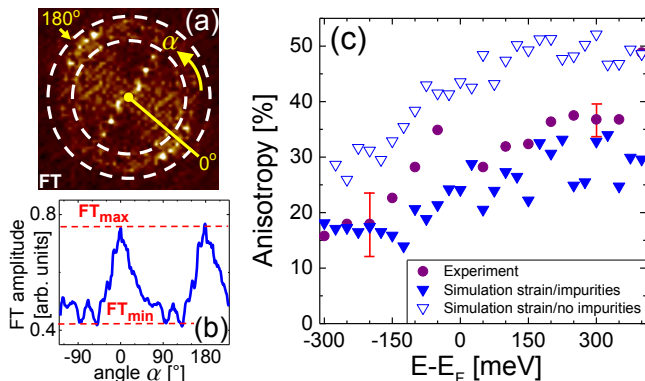 (a)
180°
α
0°
FT
FT amplitude
[arb. units]
0.8
0.4
FTmax
FTmin
(b)
-90 0 90 180
angle α [°]
(c)
Anisotropy [%]
50
40
30
20
10
0
Experiment
Simulation strain/impurities
Simulation strain/no impurities
-300 -150 0 150 300
E-EF [meV]